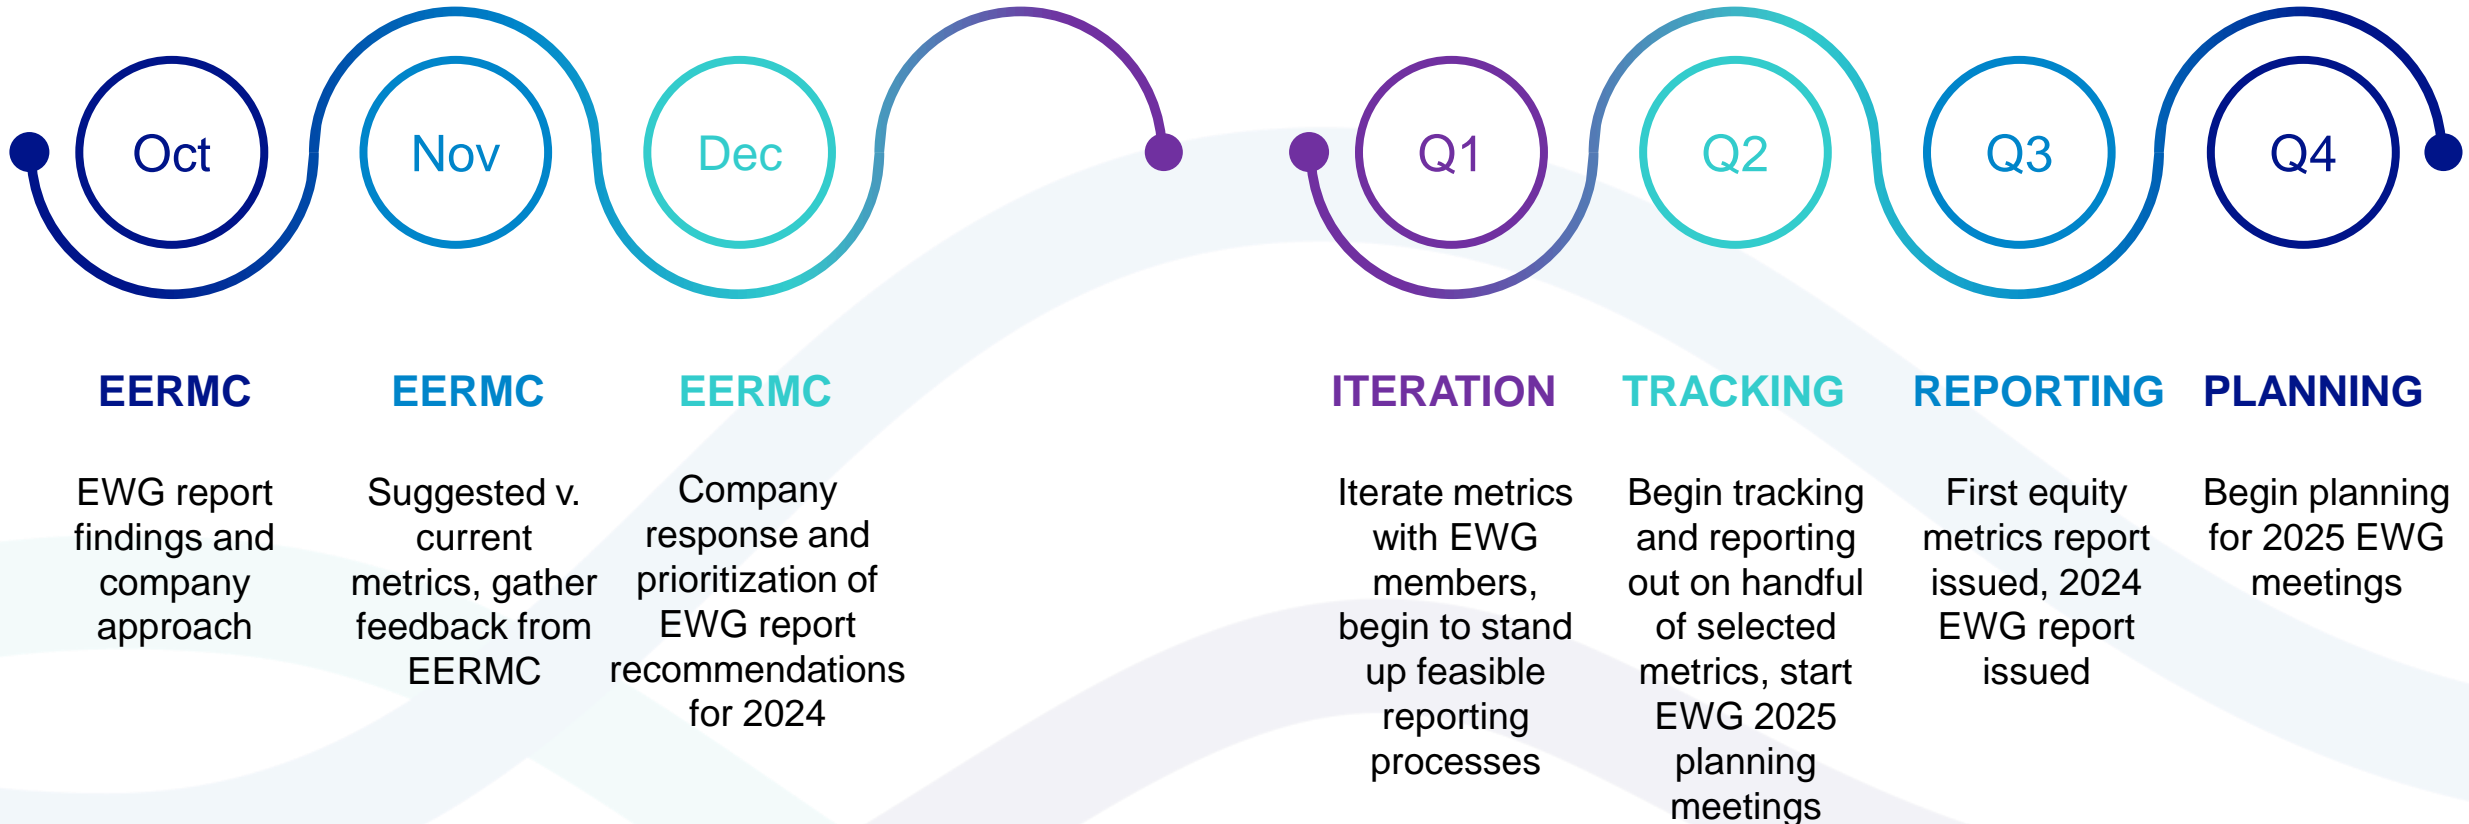 Oct
Nov
Dec
Q1
Q2
Q3
Q4
EERMC
EERMC
EERMC
ITERATION
TRACKING
REPORTING
PLANNING
EWG report
findings and
company
approach
Suggested v.
current
metrics, gather
feedback from
EERMC
Company
response and
prioritization of
EWG report
recommendations
for 2024
Iterate metrics
with EWG
members,
begin to stand
up feasible
reporting
processes
Begin tracking
and reporting
out on handful
of selected
metrics, start
EWG 2025
planning
meetings
First equity
metrics report
issued, 2024
EWG report
issued
Begin planning
for 2025 EWG
meetings